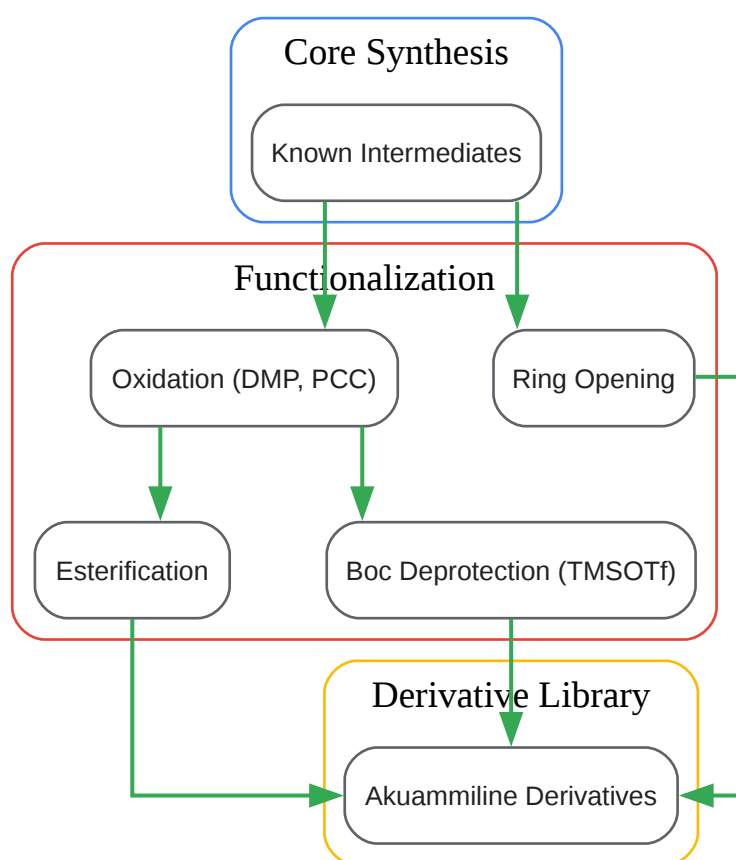 Core Synthesis
Known Intermediates
Functionalization
Oxidation (DMP, PCC)
Ring Opening
Esterification
Boc Deprotection (TMSOTf)
Derivative Library
Akuammiline Derivatives